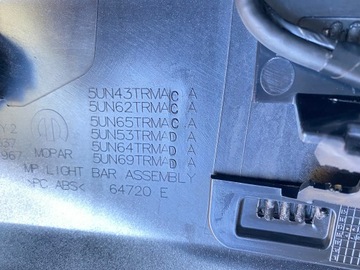 5UN43TRMAC A
5UN62TRMAC A
5UN65TRMAC A
5UN53TRMAD A
5UN64TRMAD A
5UN69TRMAD A
MOPAR
MP LIGHT BAR ASSEMBLY
>PC ABS< 64720 E